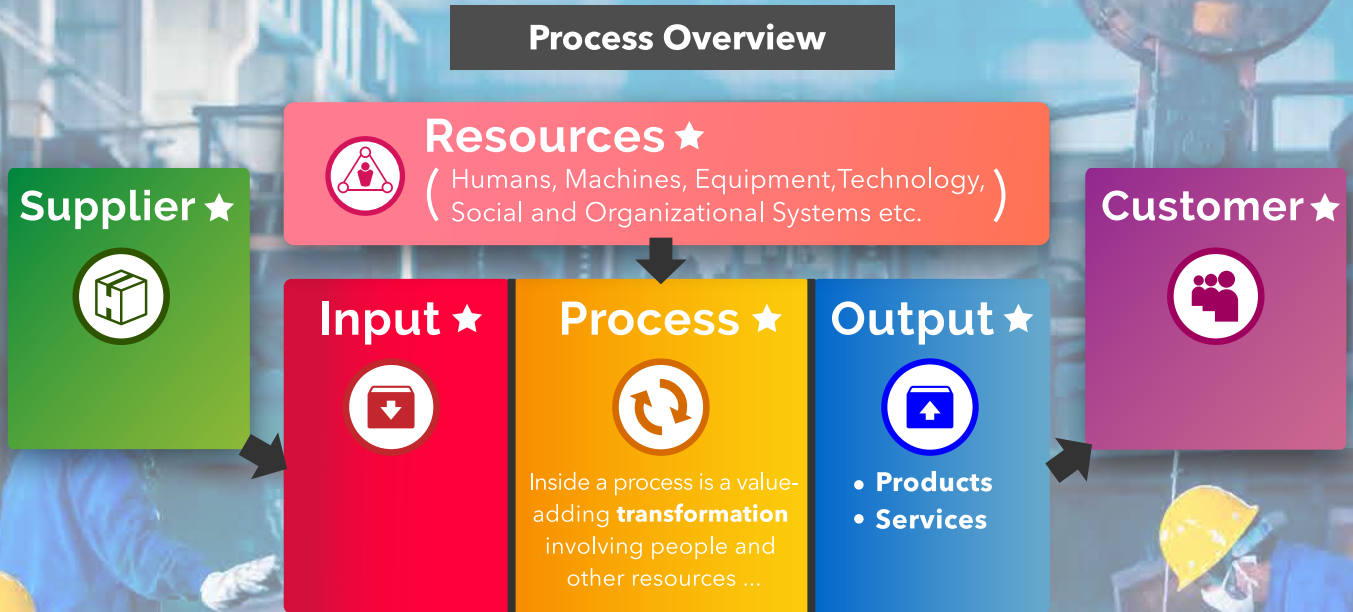 Process Overview
Resources
( Humans, Machines, Equipment,Technology,
Social and Organizational Systems etc. )
Supplier
Customer
Input
Process
Output
Inside a process is a value-
adding transformation
involving people and
other resources ...
• Products
• Services